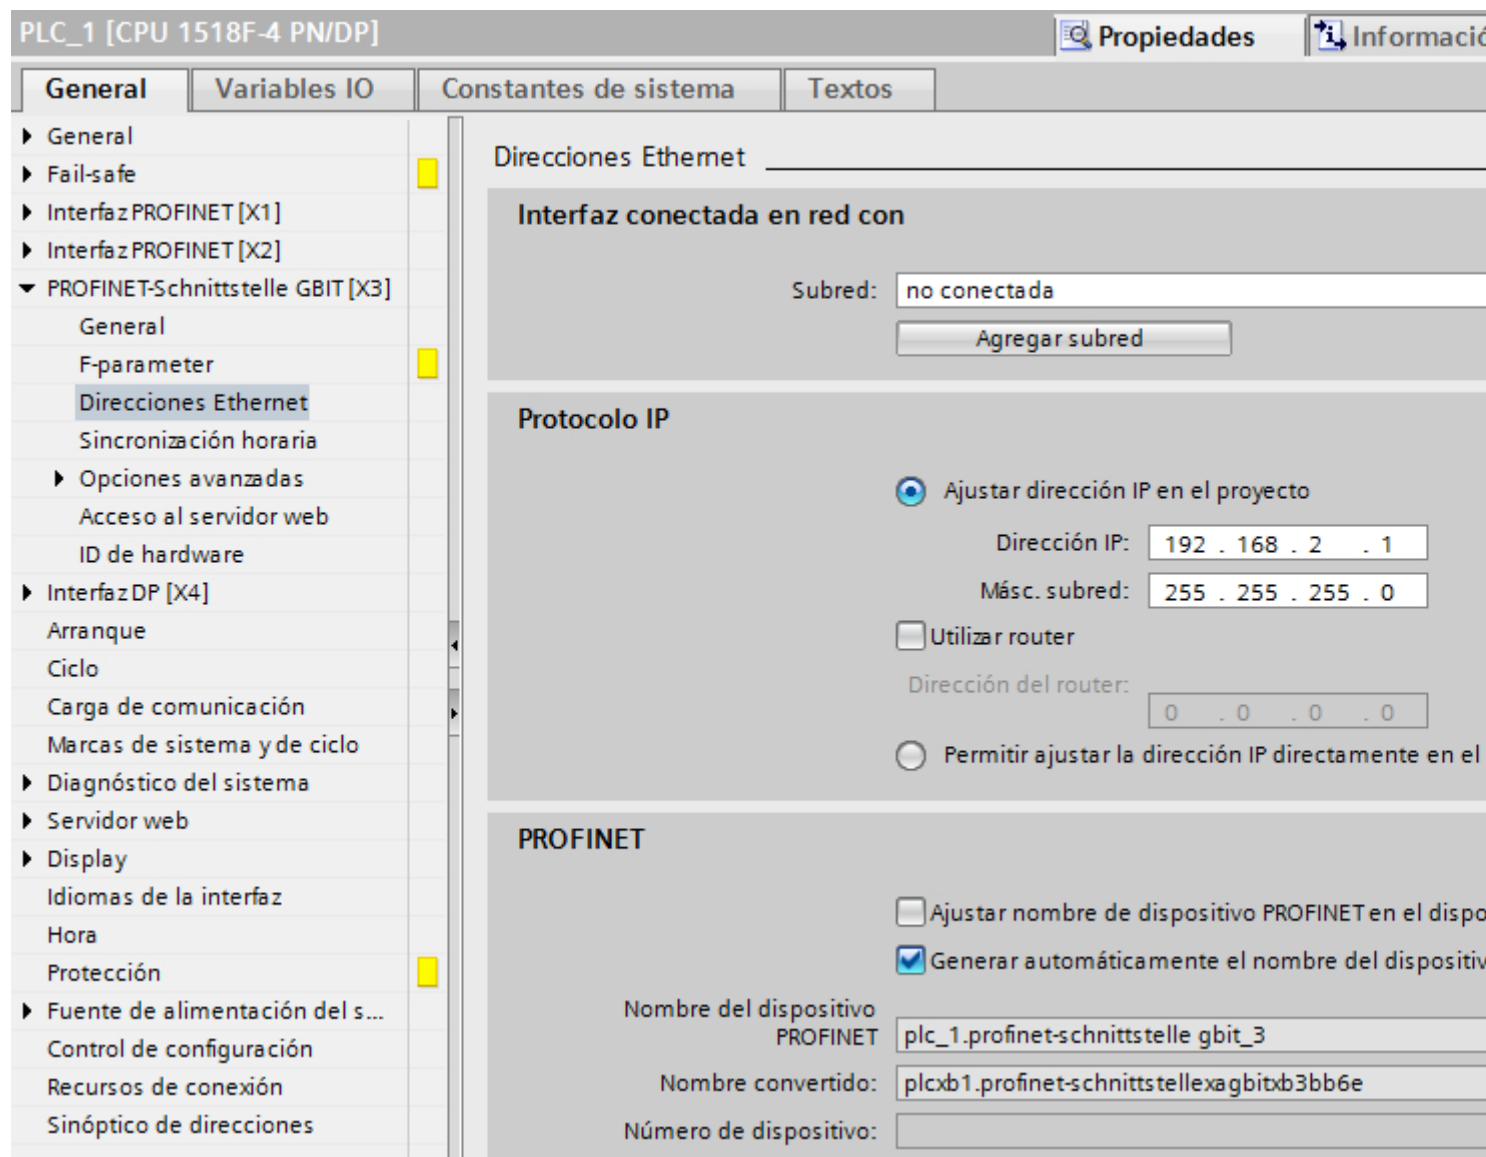 PLC_1 [CPU 1518F-4 PN/DP]
Propiedades
Informació
General
Variables IO
Constantes de sistema
Textos
General
Fail-safe
Interfaz PROFINET [X1]
Interfaz PROFINET [X2]
PROFINET-Schnittstelle GBIT [X3]
General
F-parameter
Direcciones Ethernet
Sincronización horaria
Opciones avanzadas
Acceso al servidor web
ID de hardware
Interfaz DP [X4]
Arranque
Ciclo
Carga de comunicación
Marcas de sistema y de ciclo
Diagnóstico del sistema
Servidor web
Display
Idiomas de la interfaz
Hora
Protección
Fuente de alimentación del s...
Control de configuración
Recursos de conexión
Sinóptico de direcciones
Direcciones Ethernet
Interfaz conectada en red con
Subred: no conectada
Agregar subred
Protocolo IP
Ajustar dirección IP en el proyecto
Dirección IP: 192 . 168 . 2 . 1
Másc. subred: 255 . 255 . 255 . 0
Utilizar router
Dirección del router:
0 . 0 . 0 . 0
Permitir ajustar la dirección IP directamente en el
PROFINET
Ajustar nombre de dispositivo PROFINET en el dispo
Generar automáticamente el nombre del dispositiv
Nombre del dispositivo
PROFINET plc_1.profinet-schnittstelle gbit_3
Nombre convertido: plcxb1.profinet-schnittstellexagbitxb3bb6e
Número de dispositivo: